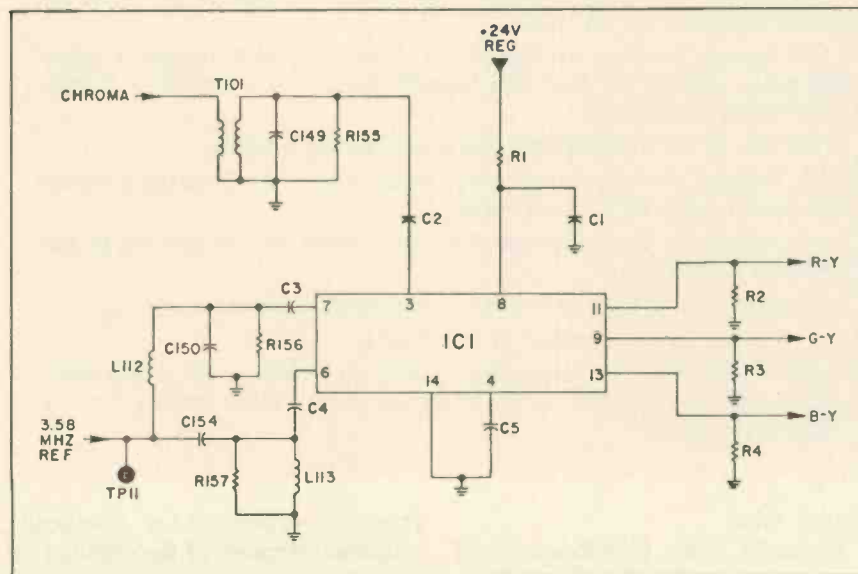 +24V
REG
T101
CHROMA
C149
R155
R1
C2
C1
R-Y
C3
7
3
8
11
R2
IC1
9
G-Y
C150
R156
L112
6
R3
13
B-Y
14
4
C4
3.58
MHZ
REF
C154
C5
R4
R157
L113
TP11